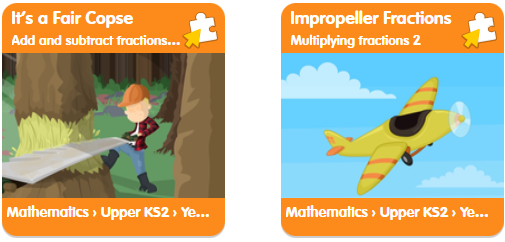 It's a Fair Copse
Add and subtract fractions...
Mathematics › Upper KS2 › Ye...
Impropeller Fractions
Multiplying fractions 2
Mathematics › Upper KS2 › Ye...